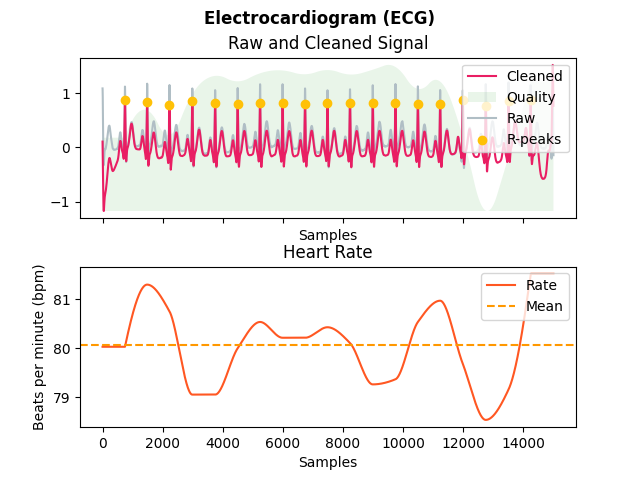 Electrocardiogram (ECG)
Raw and Cleaned Signal
1
0
−1
Cleaned
Quality
Raw
R-peaks
Samples
Heart Rate
Beats per minute (bpm)
81
80
79
Rate
Mean
0 2000 4000 6000 8000 10000 12000 14000
Samples